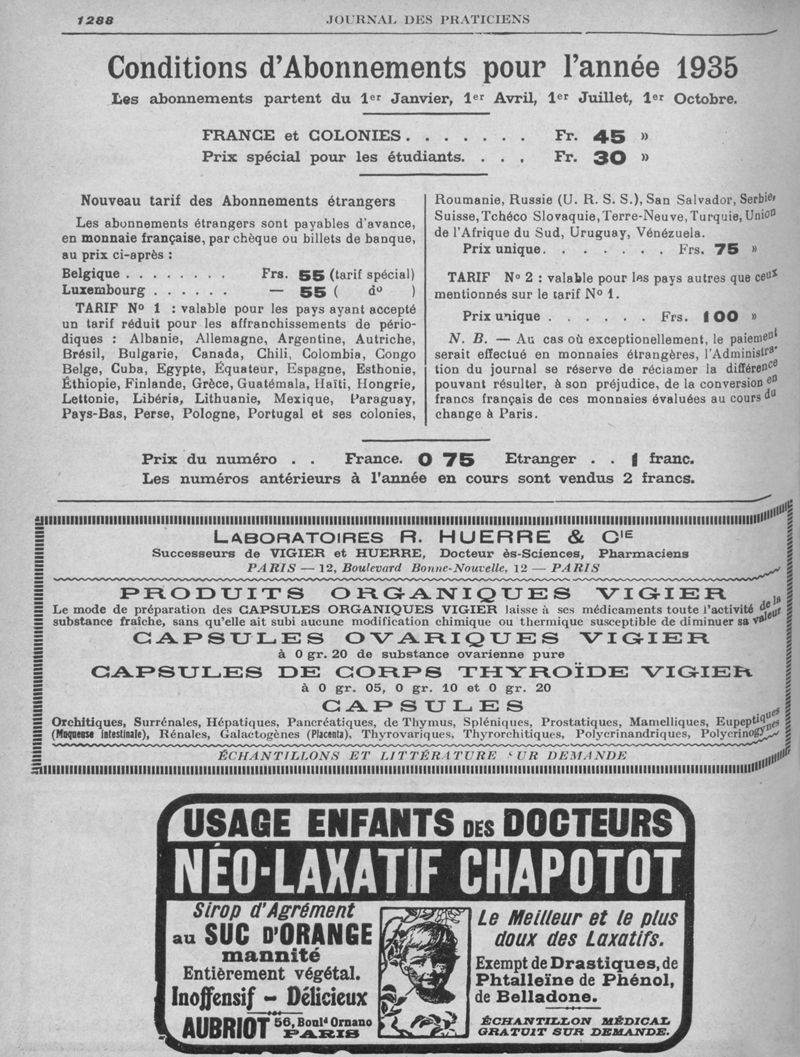 1288
JOURNAL DES PRATICIENS
Conditions d'Abonnements pour l'année 1935
Les abonnements partent du 1er Janvier, 1er Avril, 1er Juillet, 1er Octobre.
FRANCE et COLONIES. . . . . . . Fr. 45 »
Prix spécial pour les étudiants. . . . Fr. 30 »
Nouveau tarif des Abonnements étrangers
Les abonnements étrangers sont payables d'avance,
en monnaie française, par chèque ou billets de banque,
au prix ci-après :
Belgique . . . . . . . . Frs. 55 (tarif spécial)
Luxembourg . . . . . . — 55 ( do )
TARIF No 1 : valable pour les pays ayant accepté
un tarif réduit pour les affranchissements de pério-
diques : Albanie, Allemagne, Argentine, Autriche,
Brésil, Bulgarie, Canada, Chili, Colombia, Congo
Belge, Cuba, Egypte, Équateur, Espagne, Esthonie,
Éthiopie, Finlande, Grèce, Guatémala, Haïti, Hongrie,
Lettonie, Libéria, Lithuanie, Mexique, Paraguay,
Pays-Bas, Perse, Pologne, Portugal et ses colonies,
Roumanie, Russie (U. R. S. S.), San Salvador, Serbie,
Suisse, Tchéco Slovaquie, Terre-Neuve, Turquie, Union
de l'Afrique du Sud, Uruguay, Vénézuela.
Prix unique. . . . . . . . Frs. 75 »
TARIF No 2 : valable pour les pays autres que ceux
mentionnés sur le tarif No 1.
Prix unique . . . . . . Frs. 100 »
N. B. — Au cas où exceptionellement, le paiement
serait effectué en monnaies étrangères, l'Administra-
tion du journal se réserve de réclamer la différence
pouvant résulter, à son préjudice, de la conversion en
francs français de ces monnaies évaluées au cours du
change à Paris.
Prix du numéro . . France. 0 75 Etranger . . 1 franc.
Les numéros antérieurs à l'année en cours sont vendus 2 francs.
LABORATOIRES R. HUERRE & CIE
Successeurs de VIGIER et HUERRE, Docteur ès-Sciences, Pharmaciens
PARIS — 12, Boulevard Bonne-Nouvelle, 12 — PARIS
PRODUITS ORGANIQUES VIGIER
Le mode de préparation des CAPSULES ORGANIQUES VIGIER laisse à ses médicaments toute l'activité de la
substance fraîche, sans qu'elle ait subi aucune modification chimique ou thermique susceptible de diminuer sa valeur
CAPSULES OVARIQUES VIGIER
à 0 gr. 20 de substance ovarienne pure
CAPSULES DE CORPS THYROÏDE VIGIER
à 0 gr. 05, 0 gr. 10 et 0 gr. 20
CAPSULES
Orchitiques, Surrénales, Hépatiques, Pancréatiques, de Thymus, Spléniques, Prostatiques, Mamelliques, Eupeptiques
(Muqueuse intestinale), Rénales, Galactogènes (Placenta), Thyrovariques, Thyrorchitiques, Polycrinandriques, Polycrinogynes
ÉCHANTILLONS ET LITTÉRATURE SUR DEMANDE
USAGE ENFANTS DES DOCTEURS
NÉO-LAXATIF CHAPOTOT
Sirop d'Agrément
au SUC D'ORANGE
mannité
Entièrement végétal.
Inoffensif - Délicieux
AUBRIOT 56, Bould Ornano
PARIS
Le Meilleur et le plus
doux des Laxatifs.
Exempt de Drastiques, de
Phtalleïne de Phénol,
de Belladone.
ÉCHANTILLON MÉDICAL
GRATUIT SUR DEMANDE.